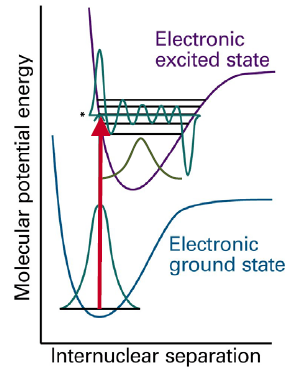 Electronic
excited state
*
Electronic
ground state
Molecular potential energy
Internuclear separation